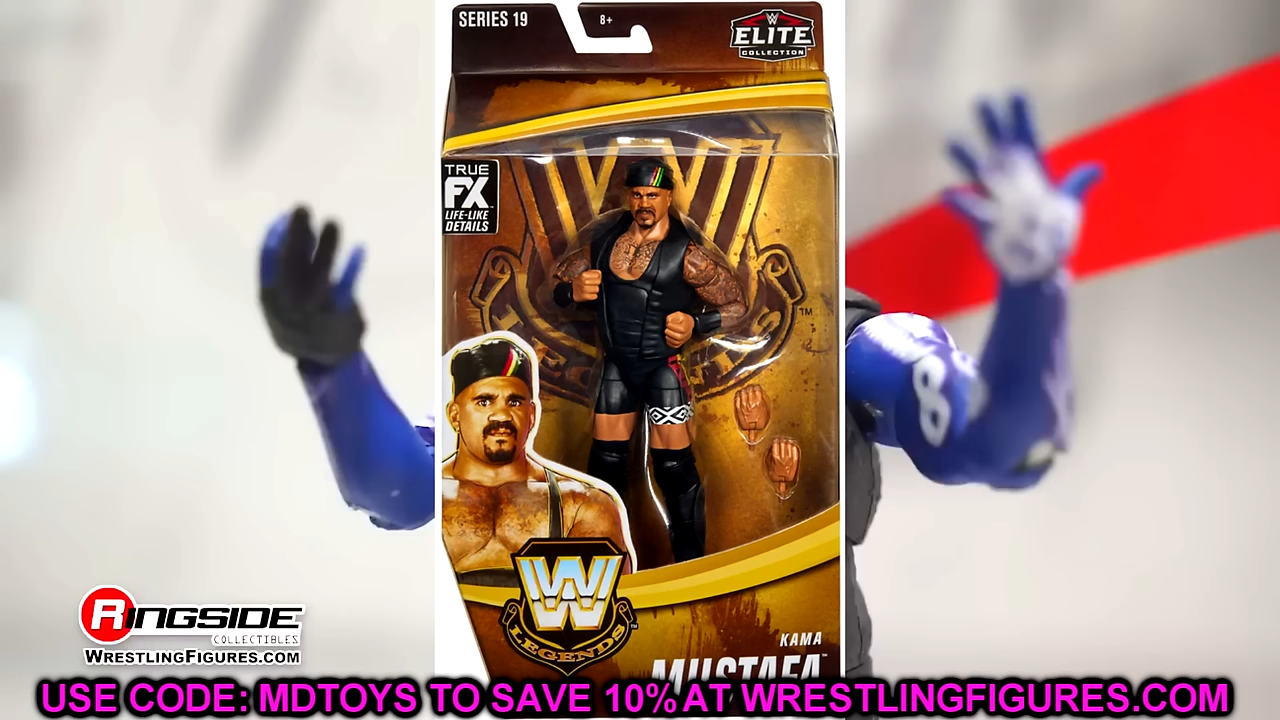 SERIES 19
8+
W
ELITE
COLLECTION
TRUE
FX
LIFE-LIKE
DETAILS
TM
W
LEGENDS
KAMA
MUSTAFA
RINGSIDE
COLLECTIBLES
WRESTLINGFIGURES.COM
USE CODE: MDTOYS TO SAVE 10% AT WRESTLINGFIGURES.COM